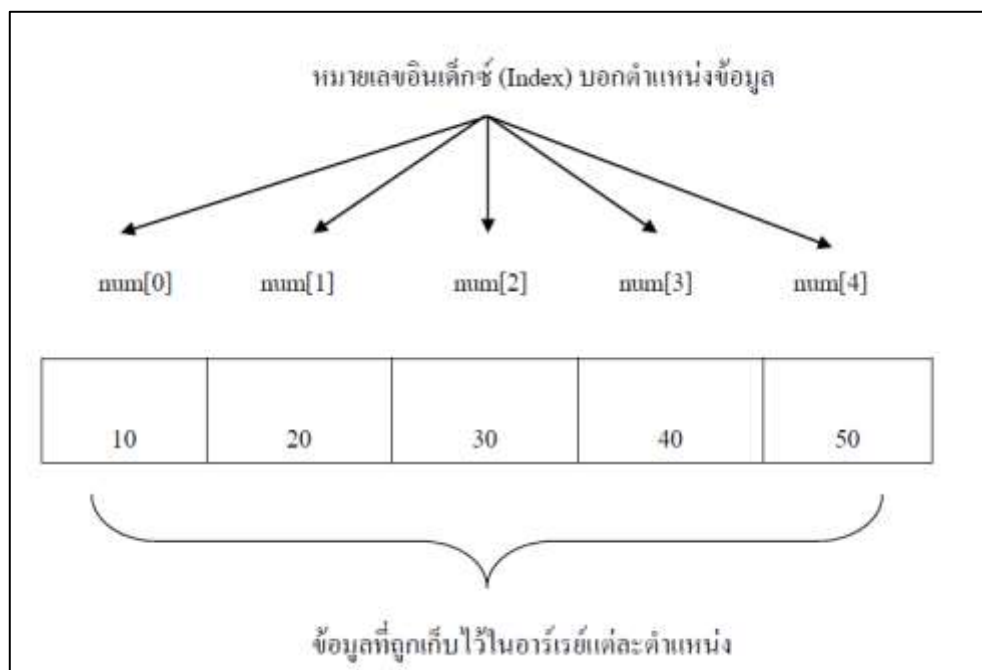 หมายเลขอินเด็กซ์ (Index) บอกตำแหน่งข้อมูล
num[0] num[1] num[2] num[3] num[4]
10 20 30 40 50
ข้อมูลที่ถูกเก็บไว้ในอาร์เรย์แต่ละตำแหน่ง